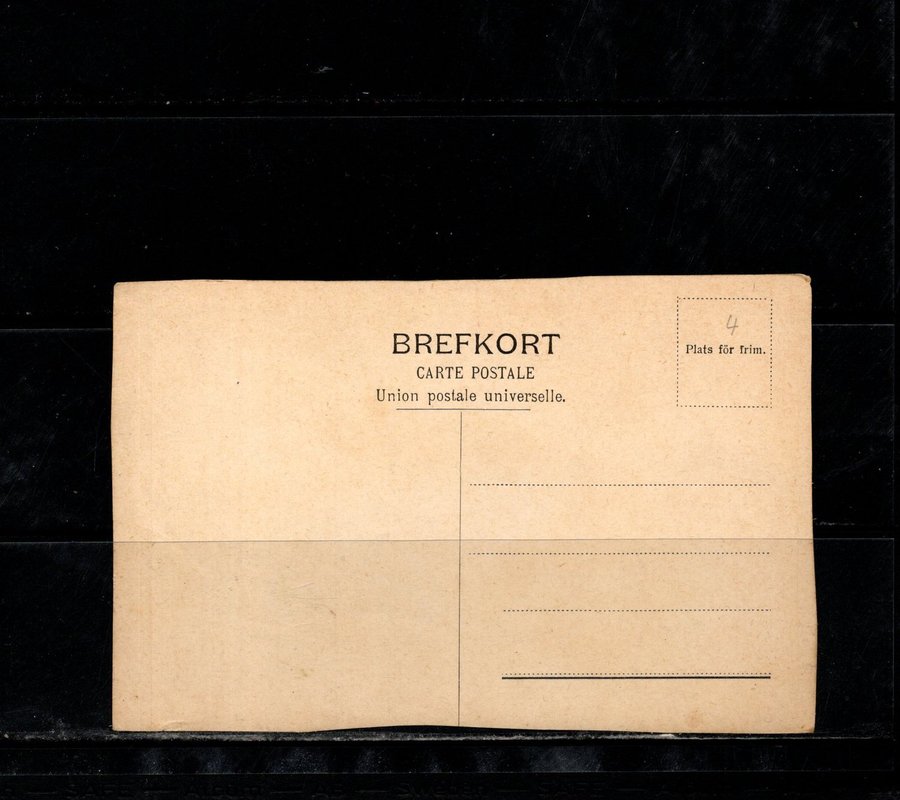 BREFKORT
CARTE POSTALE
Union postale universelle.
4
Plats för frim.